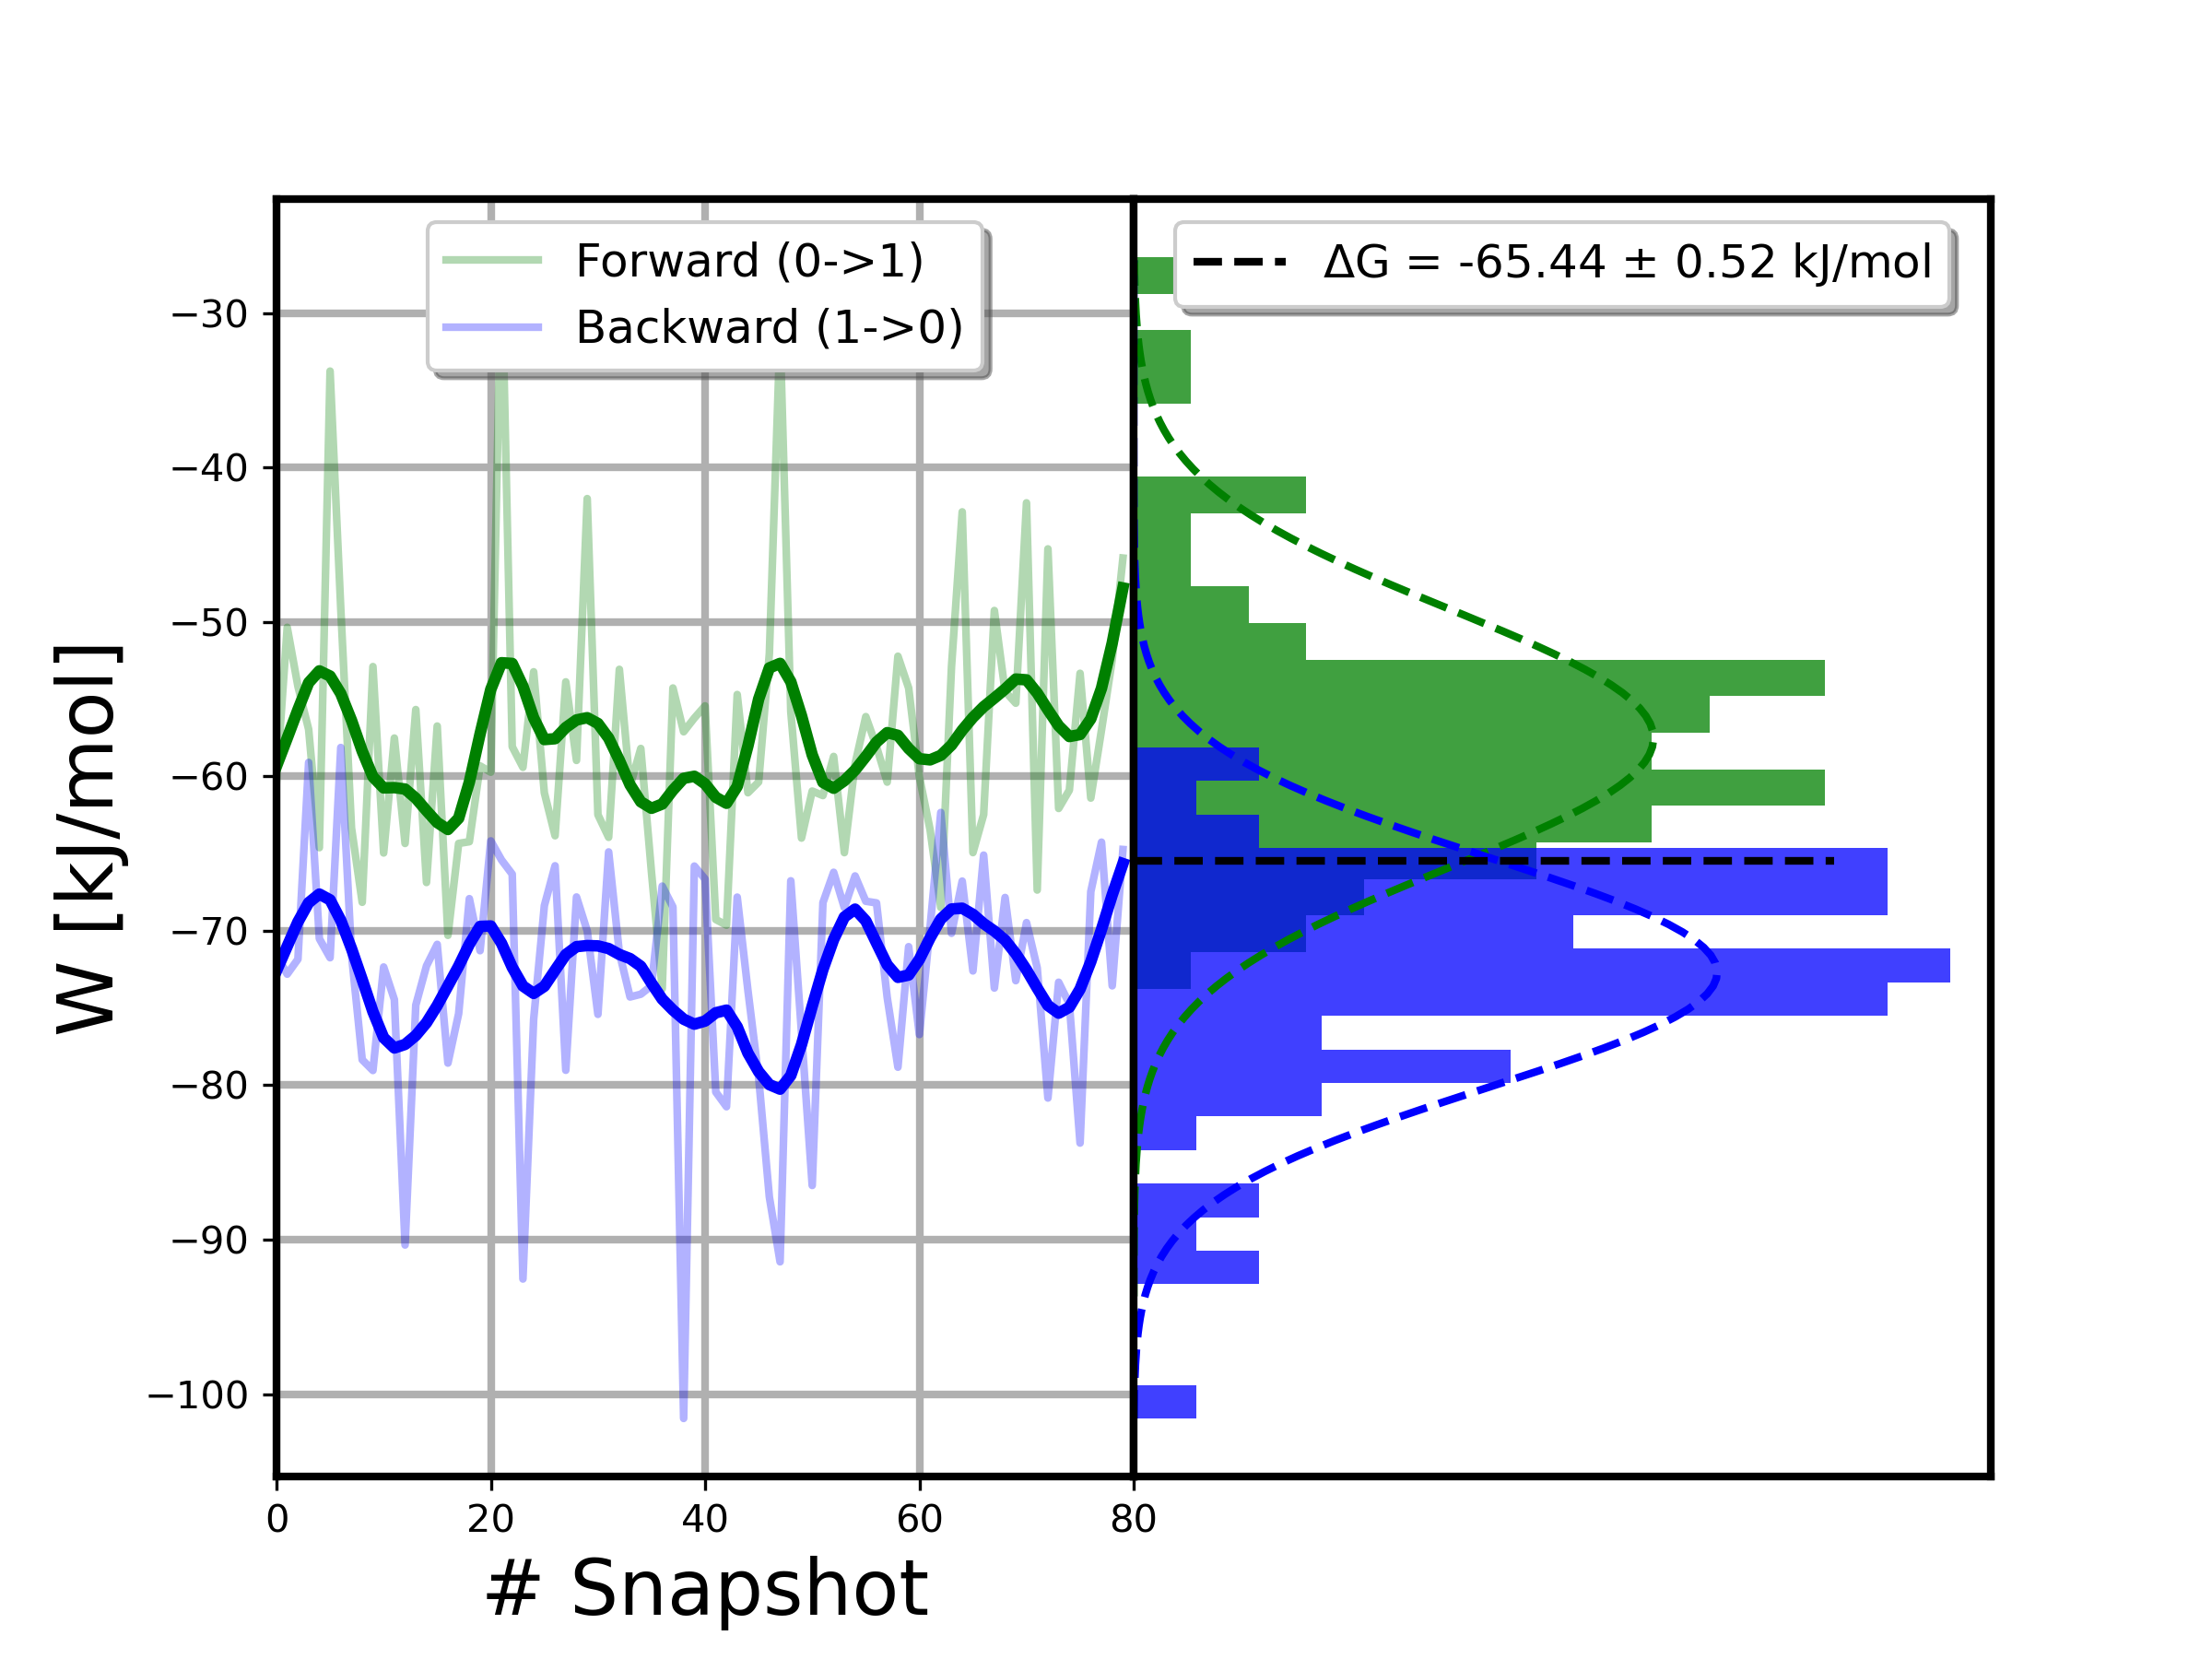 Forward (0->1)
Backward (1->0)
ΔG = -65.44 ± 0.52 kJ/mol
W [kJ/mol]
−30
−40
−50
−60
−70
−80
−90
−100
0 20 40 60 80
# Snapshot